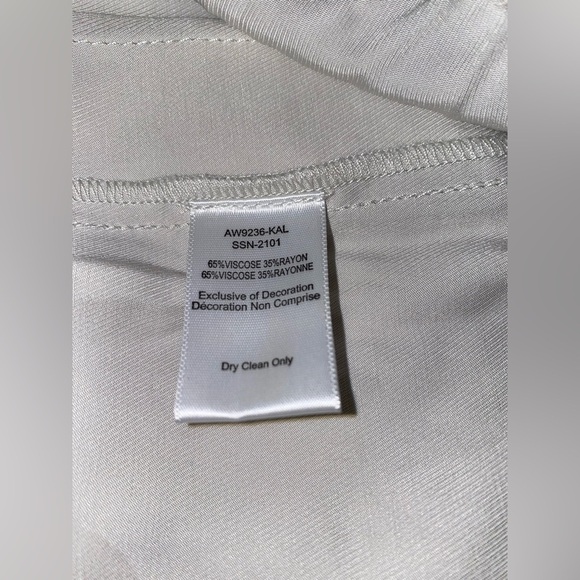 AW9236-KAL
SSN-2101
65%VISCOSE 35%RAYON
65%VISCOSE 35%RAYONNE
Exclusive of Decoration
Décoration Non Comprise
Dry Clean Only